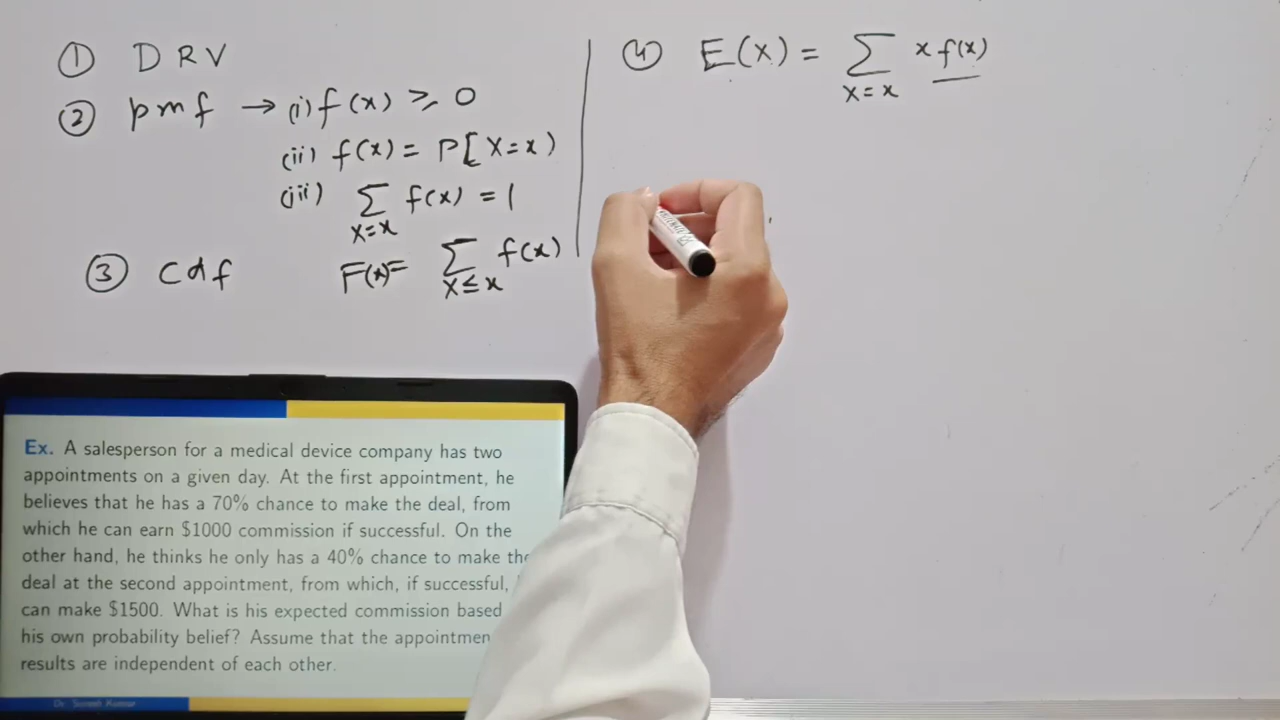 ① DRV
② pmf → (i) f(x) ≥ 0
(ii) f(x) = P[X=x)
(iii) ∑ f(x) = 1
X=x
③ cdf F(x)= ∑ f(x)
X≤x
④ E(X) = ∑ x f(x)
X=x
Ex. A salesperson for a medical device company has two
appointments on a given day. At the first appointment, he
believes that he has a 70% chance to make the deal, from
which he can earn $1000 commission if successful. On the
other hand, he thinks he only has a 40% chance to make the
deal at the second appointment, from which, if successful,
can make $1500. What is his expected commission based
his own probability belief? Assume that the appointmen
results are independent of each other.
Dr. Suresh Kumar